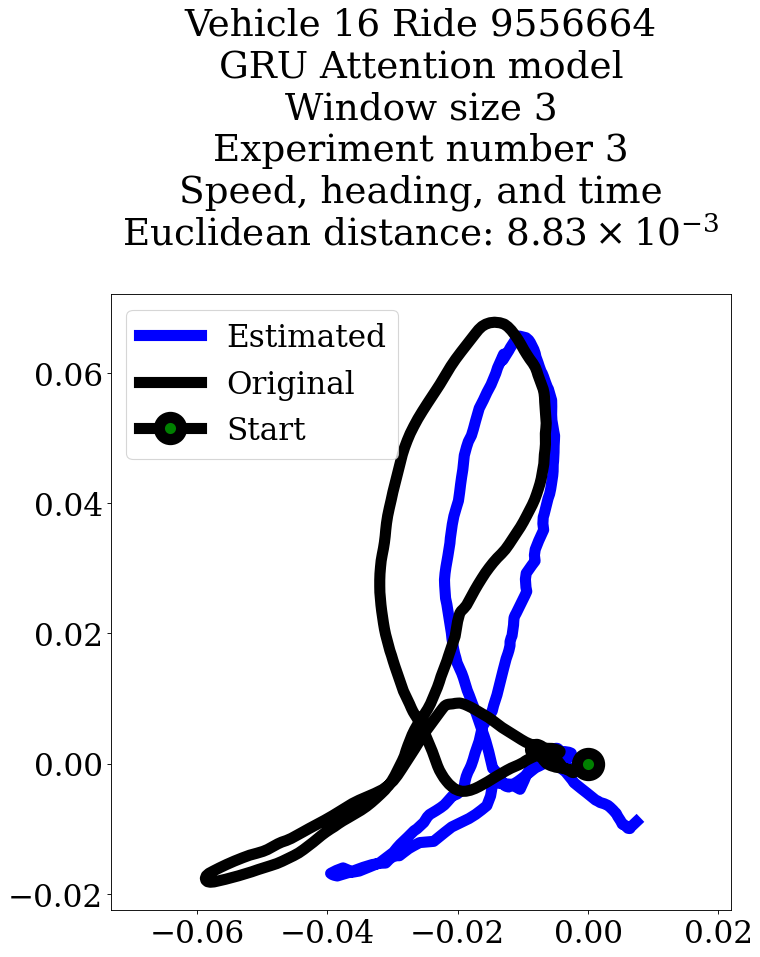 Vehicle 16 Ride 9556664
GRU Attention model
Window size 3
Experiment number 3
Speed, heading, and time
Euclidean distance: 8.83 × 10⁻³
Estimated
Original
Start
0.06
0.04
0.02
0.00
−0.02
−0.06 −0.04 −0.02 0.00 0.02